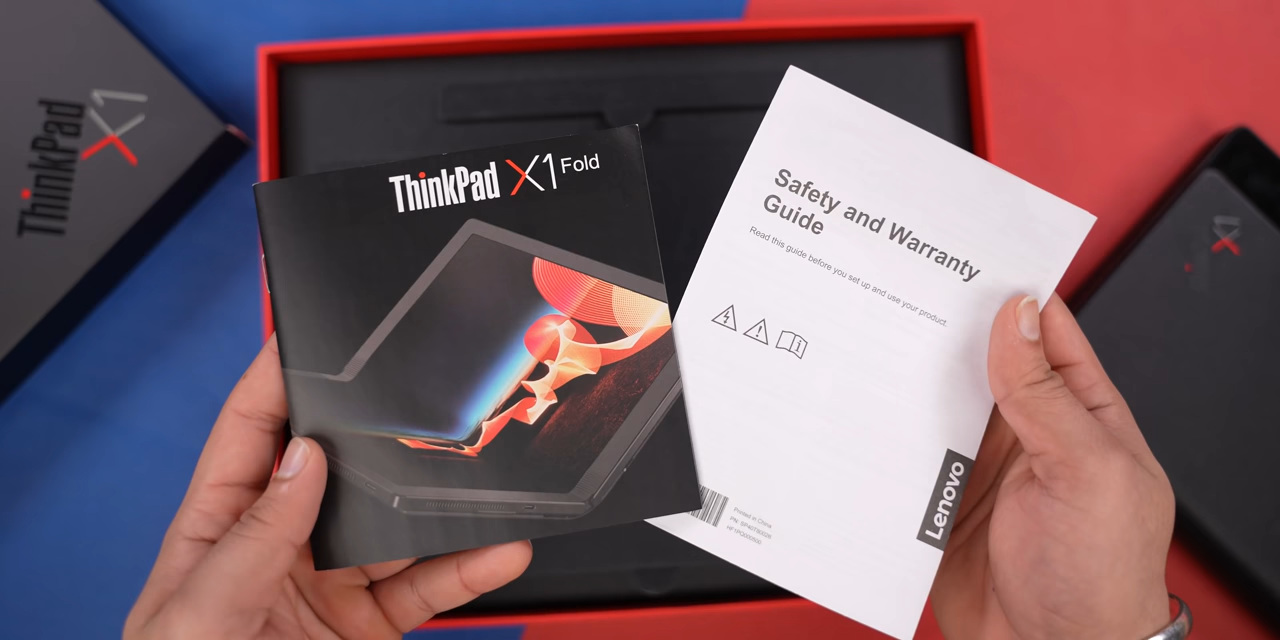 ThinkPad X1
ThinkPad X1 Fold
Safety and Warranty
Guide
Read this guide before you set up and use your product.
Lenovo
Printed in China
X1